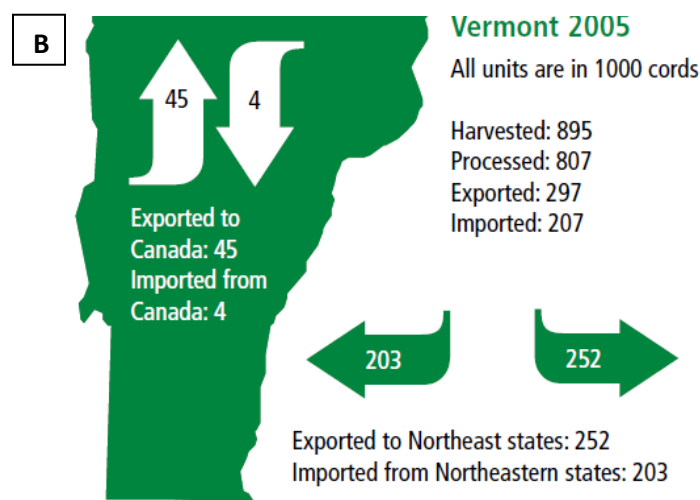 B
Vermont 2005
All units are in 1000 cords
Harvested: 895
Processed: 807
Exported: 297
Imported: 207
45
4
Exported to
Canada: 45
Imported from
Canada: 4
203
252
Exported to Northeast states: 252
Imported from Northeastern states: 203